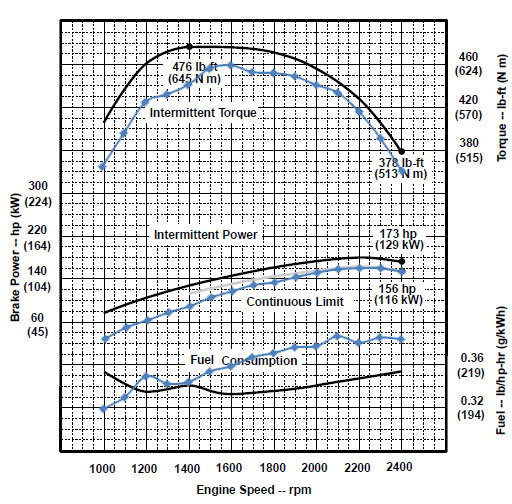 476 lb-ft
(645 N m)
Intermittent Torque
460
(624)
420
(570)
380
(515)
Torque -- lb-ft (N m)
378 lb-ft
(513 N m)
300
(224)
220
(164)
140
(104)
60
(45)
Brake Power -- hp (kW)
Intermittent Power
173 hp
(129 kW)
156 hp
(116 kW)
Continuous Limit
Fuel Consumption
0.36
(219)
0.32
(194)
Fuel -- lb/hp-hr (g/kWh)
1000 1200 1400 1600 1800 2000 2200 2400
Engine Speed -- rpm